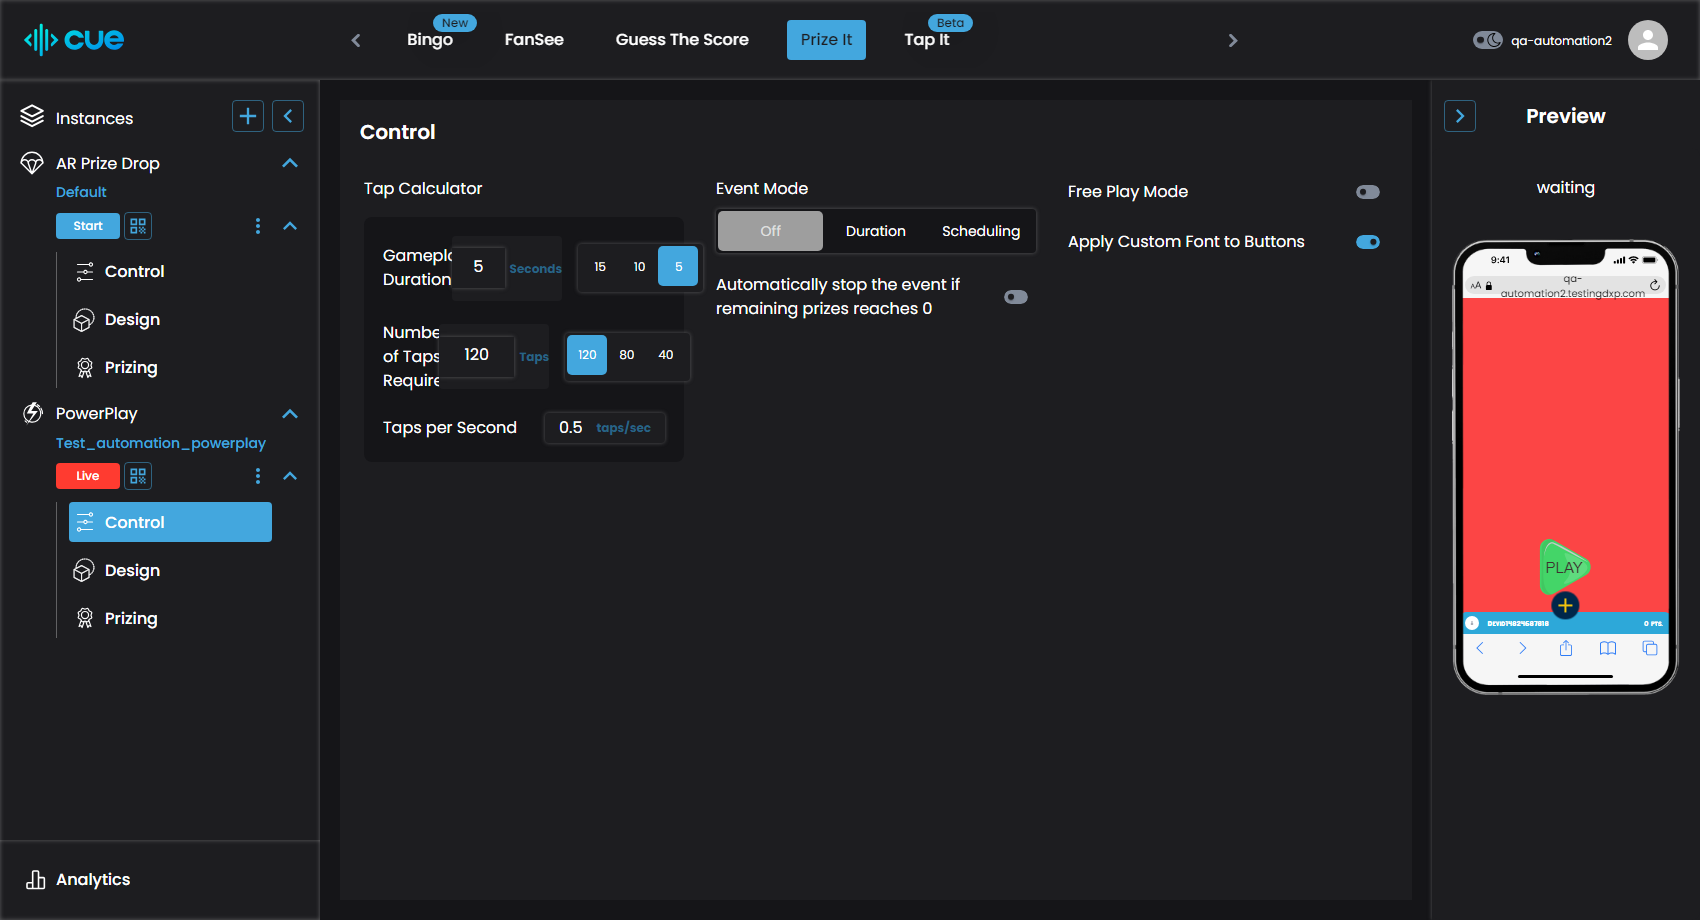 cue
New
Bingo
FanSee
Guess The Score
Prize It
Beta
Tap It
qa-automation2
Instances
AR Prize Drop
Default
Start
Control
Design
Prizing
PowerPlay
Test_automation_powerplay
Live
Control
Design
Prizing
Analytics
Control
Tap Calculator
Gamepl
Duration
5
Seconds
15
10
5
Numbe
of Taps
Require
120
Taps
120
80
40
Taps per Second
0.5
taps/sec
Event Mode
Off
Duration
Scheduling
Automatically stop the event if
remaining prizes reaches 0
Free Play Mode
Apply Custom Font to Buttons
Preview
waiting
9:41
AA
qa-
automation2.testingdxp.com
PLAY
0 PTS.